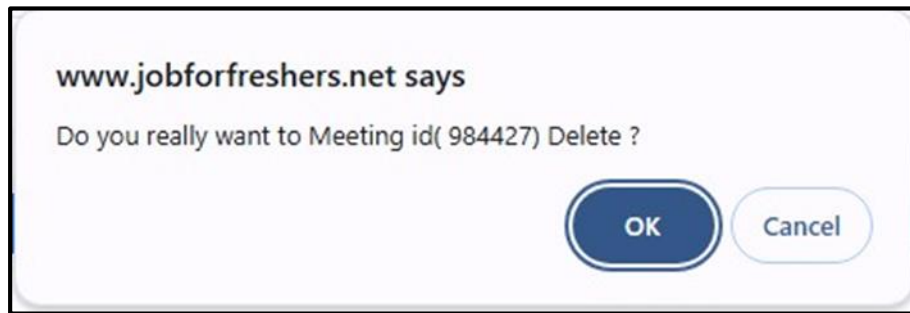 www.jobforfreshers.net says
Do you really want to Meeting id( 984427) Delete ?
OK Cancel